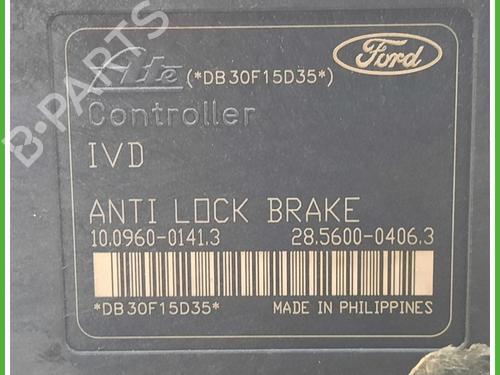 Ate (*DB30F15D35*) Ford
Controller
IVD
ANTI LOCK BRAKE
10.0960-0141.3 28.5600-0406.3
*DB30F15D35* MADE IN PHILIPPINES
B-PARTS